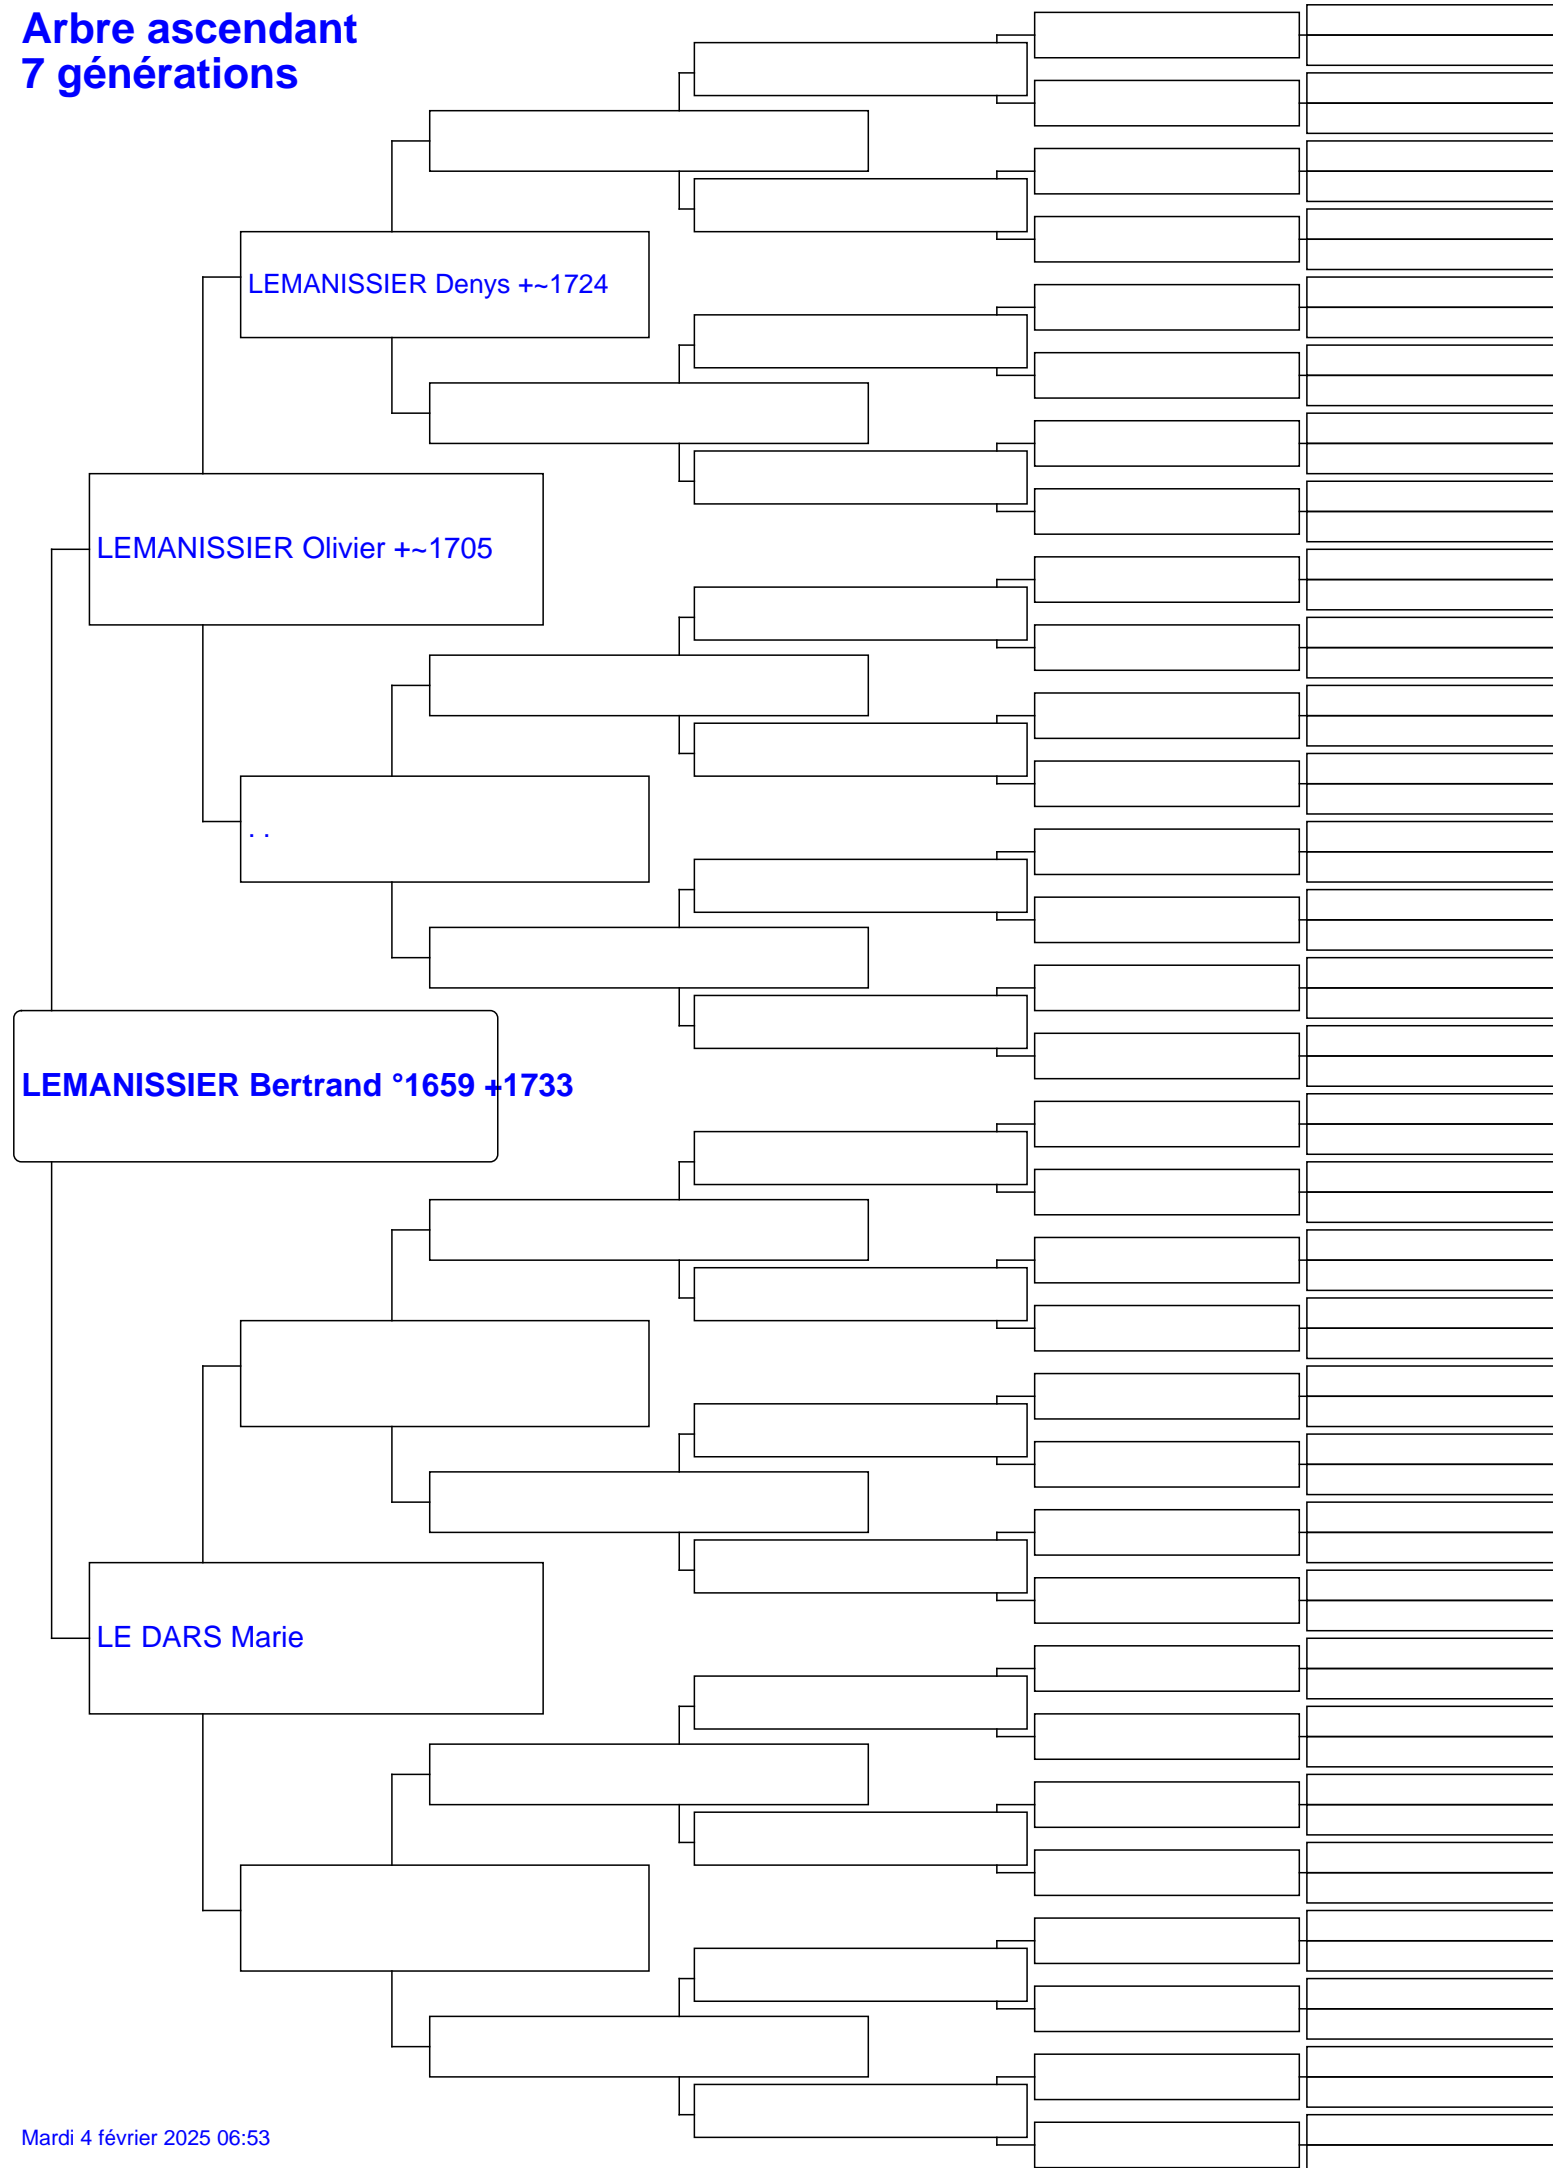 Arbre ascendant
7 générations
LEMANISSIER Denys +~1724
LEMANISSIER Olivier +~1705
. .
LEMANISSIER Bertrand °1659 +1733
LE DARS Marie
Mardi 4 février 2025 06:53